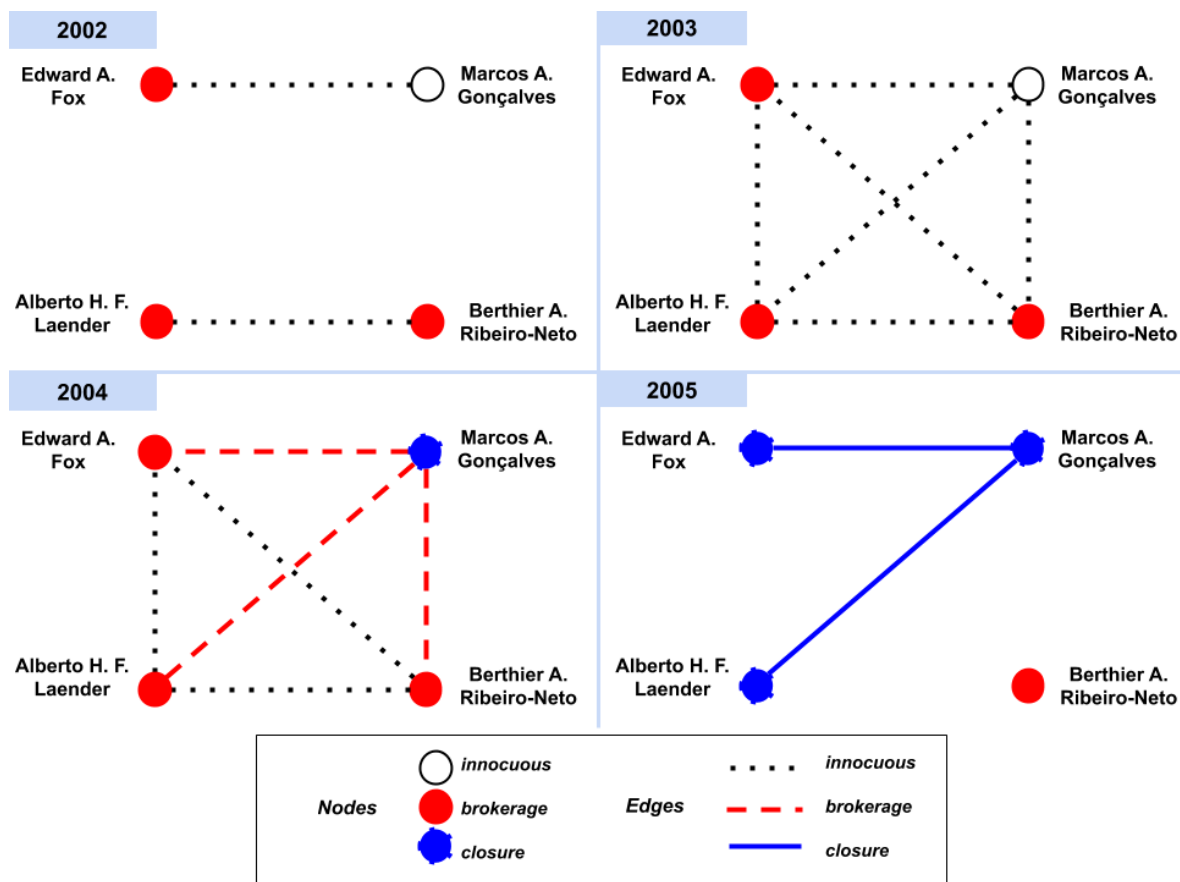 2002
Edward A.
Fox
Marcos A.
Gonçalves
Alberto H. F.
Laender
Berthier A.
Ribeiro-Neto
2003
Edward A.
Fox
Marcos A.
Gonçalves
Alberto H. F.
Laender
Berthier A.
Ribeiro-Neto
2004
Edward A.
Fox
Marcos A.
Gonçalves
Alberto H. F.
Laender
Berthier A.
Ribeiro-Neto
2005
Edward A.
Fox
Marcos A.
Gonçalves
Alberto H. F.
Laender
Berthier A.
Ribeiro-Neto
Nodes
innocuous
brokerage
closure
Edges
innocuous
brokerage
closure